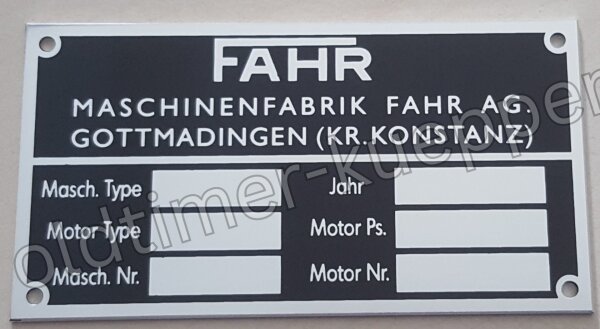 FAHR
MASCHINENFABRIK FAHR AG.
GOTTMADINGEN (KR.KONSTANZ)
Masch. Type Jahr
Motor Type Motor Ps.
Masch. Nr. Motor Nr.
oldtimer-kuepper